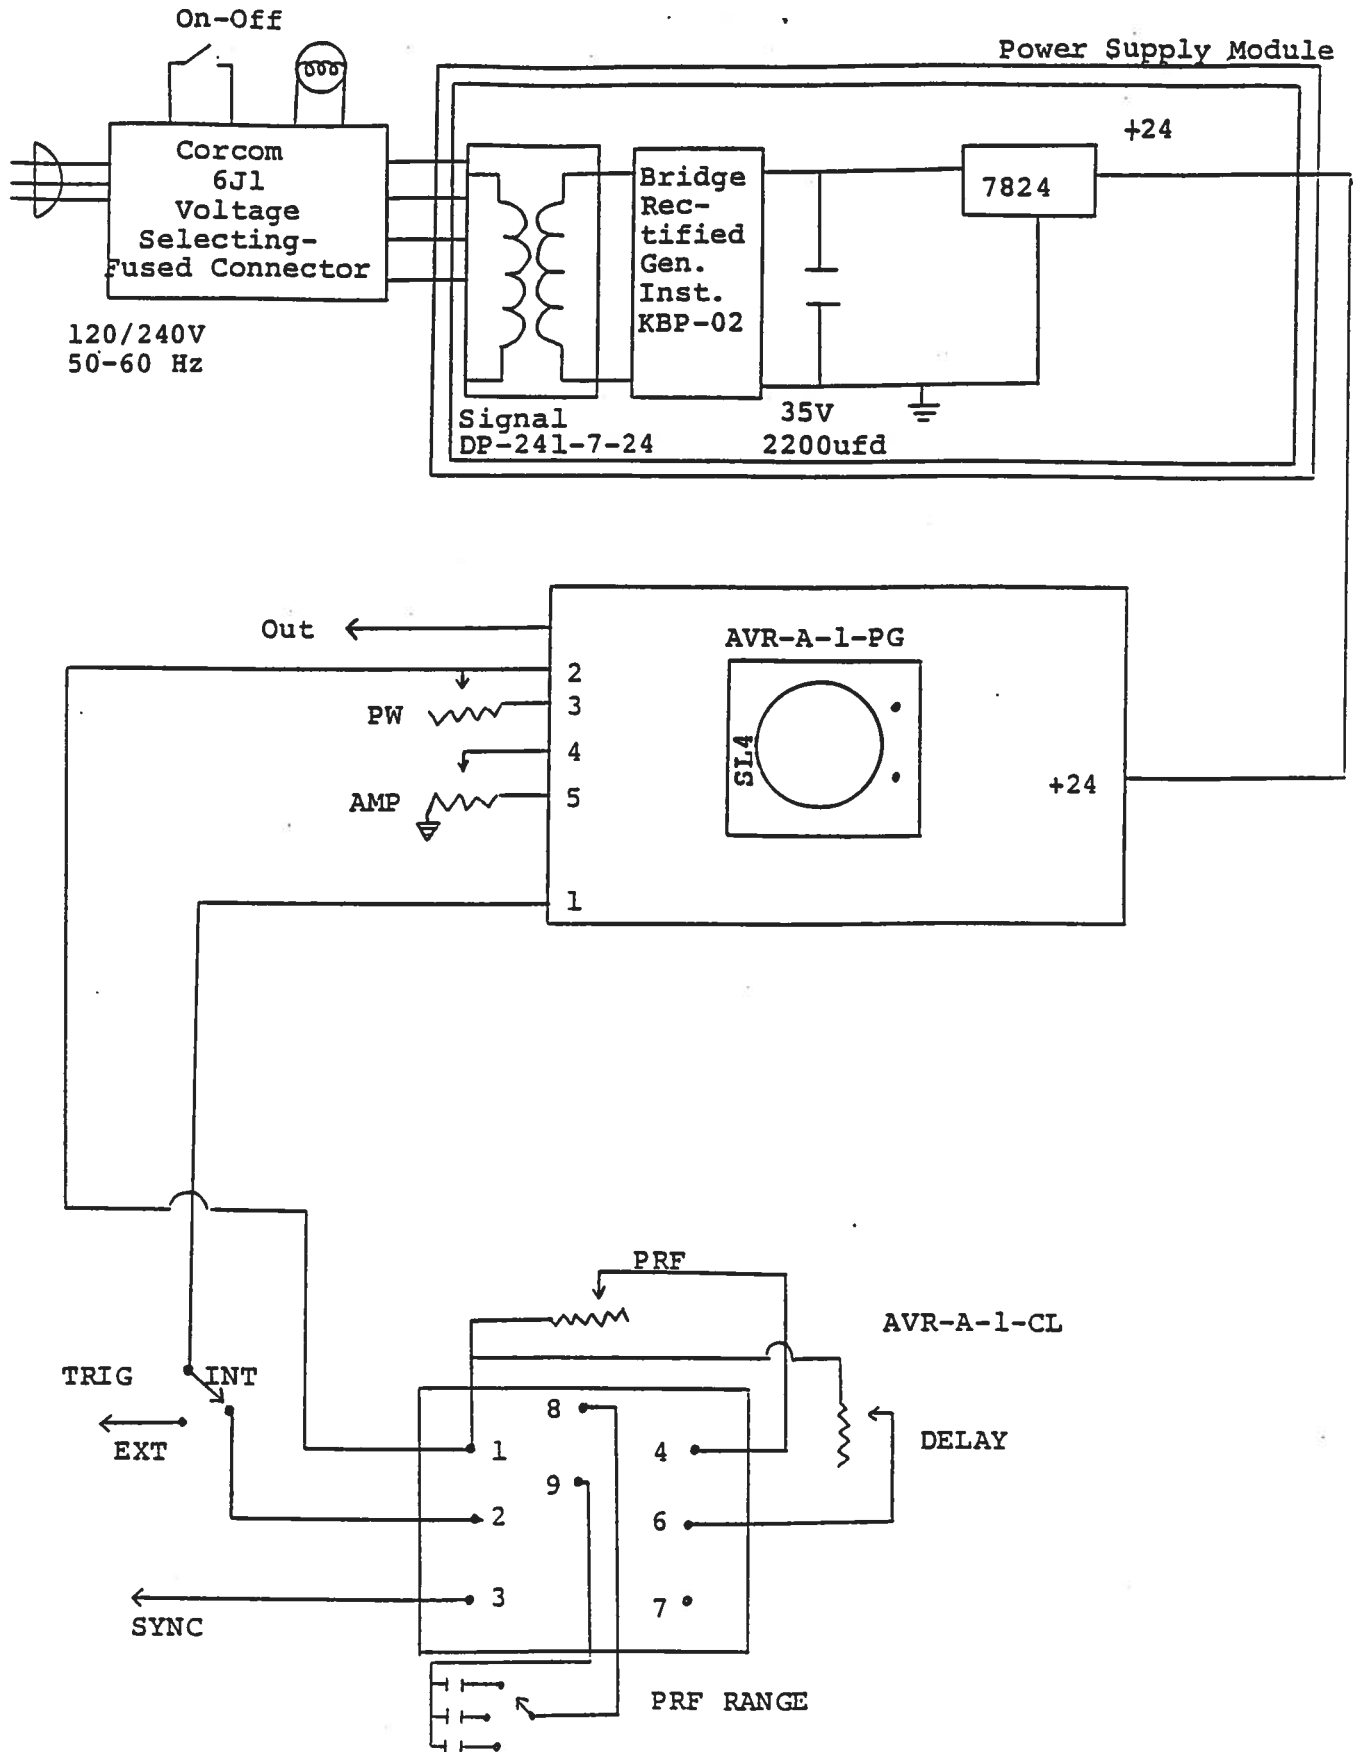 On-Off
Power Supply Module
Corcom
6J1
Voltage
Selecting-
Fused Connector
120/240V
50-60 Hz
Signal
DP-241-7-24
Bridge
Rec-
tified
Gen.
Inst.
KBP-02
35V
2200ufd
7824
+24
Out
AVR-A-1-PG
2
3
PW
4
SL4
AMP
5
+24
1
PRF
AVR-A-1-CL
TRIG
INT
EXT
8
1
4
DELAY
9
2
6
3
7
SYNC
PRF RANGE